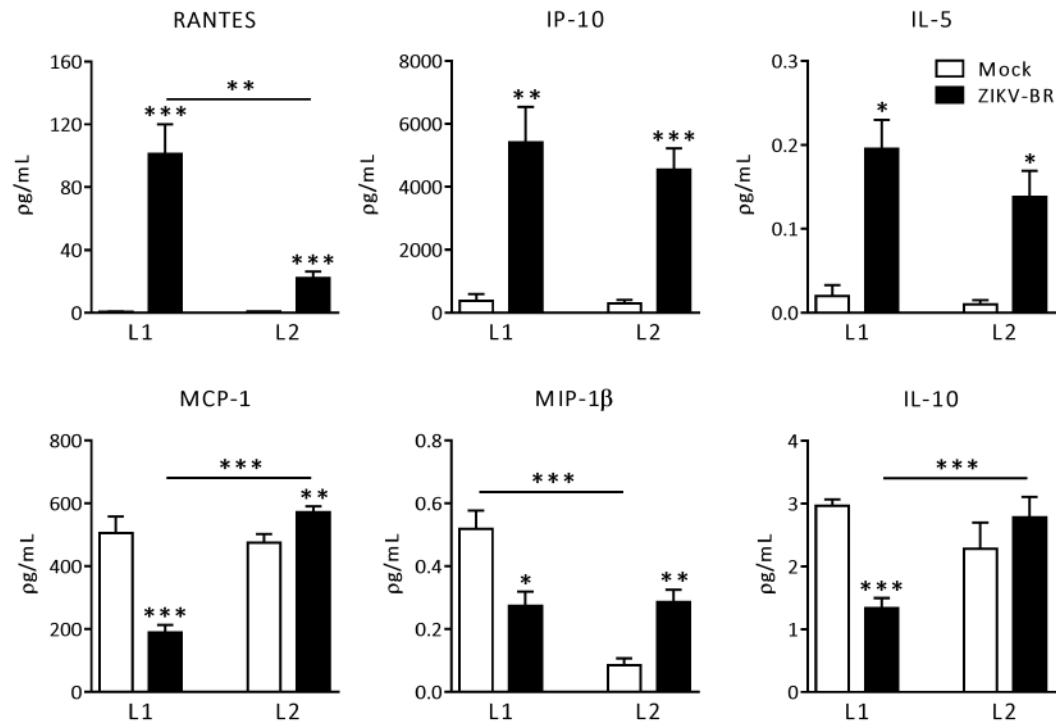 RANTES
IP-10
IL-5
160
120
80
40
0
ρg/mL
***
**
***
L1
L2
8000
6000
4000
2000
0
ρg/mL
**
***
L1
L2
0.3
0.2
0.1
0.0
ρg/mL
*
*
Mock
ZIKV-BR
L1
L2
MCP-1
MIP-1β
IL-10
800
600
400
200
0
ρg/mL
***
***
**
L1
L2
0.8
0.6
0.4
0.2
0.0
ρg/mL
***
*
**
L1
L2
4
3
2
1
0
ρg/mL
***
***
L1
L2